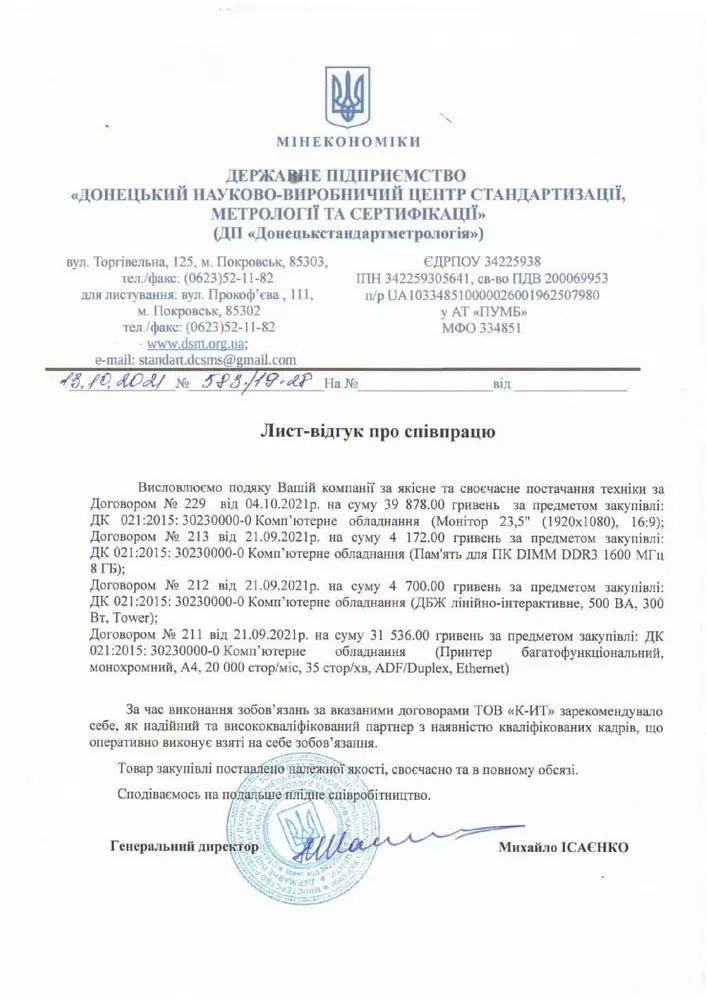 МІНЕКОНОМІКИ
ДЕРЖАВНЕ ПІДПРИЄМСТВО
«ДОНЕЦЬКИЙ НАУКОВО-ВИРОБНИЧИЙ ЦЕНТР СТАНДАРТИЗАЦІЇ,
МЕТРОЛОГІЇ ТА СЕРТИФІКАЦІЇ»
(ДП «Донецькстандартметрологія»)
вул. Торгівельна, 125, м. Покровськ, 85303,
тел./факс: (0623)52-11-82
для листування: вул. Прокоф’єва , 111,
м. Покровськ, 85302
тел./факс: (0623)52-11-82
www.dsm.org.ua;
e-mail: standart.dcsms@gmail.com
ЄДРПОУ 34225938
ІПН 342259305641, св-во ПДВ 200069953
п/р UA103348510000026001962507980
у АТ «ПУМБ»
МФО 334851
13.10.2021 № 583/19-28 На № від
Лист-відгук про співпрацю
Висловлюємо подяку Вашій компанії за якісне та своєчасне постачання техніки за
Договором № 229 від 04.10.2021р. на суму 39 878.00 гривень за предметом закупівлі:
ДК 021:2015: 30230000-0 Комп’ютерне обладнання (Монітор 23,5" (1920x1080), 16:9);
Договором № 213 від 21.09.2021р. на суму 4 172.00 гривень за предметом закупівлі:
ДК 021:2015: 30230000-0 Комп’ютерне обладнання (Пам'ять для ПК DIMM DDR3 1600 МГц
8 ГБ);
Договором № 212 від 21.09.2021р. на суму 4 700.00 гривень за предметом закупівлі:
ДК 021:2015: 30230000-0 Комп’ютерне обладнання (ДБЖ лінійно-інтерактивне, 500 ВА, 300
Вт, Tower);
Договором № 211 від 21.09.2021р. на суму 31 536.00 гривень за предметом закупівлі: ДК
021:2015: 30230000-0 Комп’ютерне обладнання (Принтер багатофункціональний,
монохромний, А4, 20 000 стор/міс, 35 стор/хв, ADF/Duplex, Ethernet)
За час виконання зобов’язань за вказаними договорами ТОВ «К-ИТ» зарекомендувало
себе, як надійний та висококваліфікований партнер з наявністю кваліфікованих кадрів, що
оперативно виконує взяті на себе зобов’язання.
Товар закупівлі поставлено належної якості, своєчасно та в повному обсязі.
Сподіваємось на подальше плідне співробітництво.
Генеральний директор Михайло ІСАЄНКО